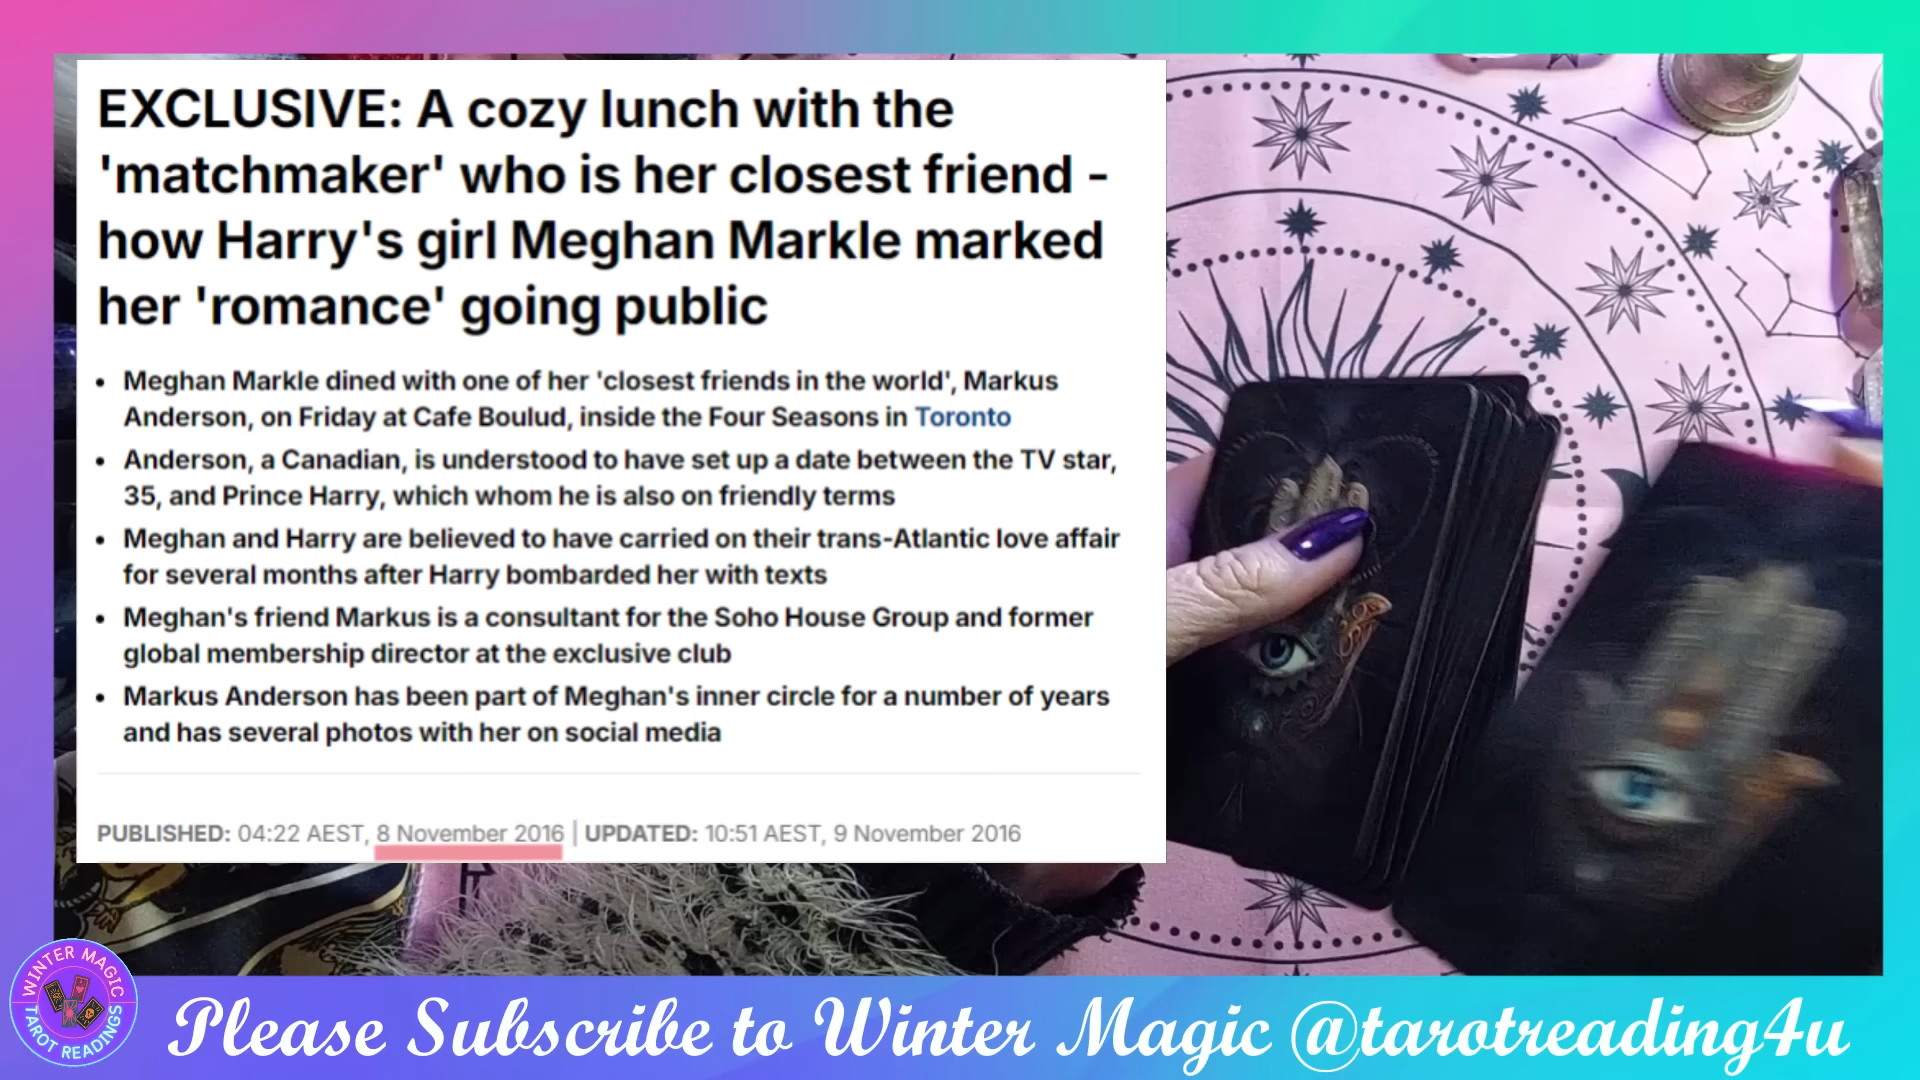 EXCLUSIVE: A cozy lunch with the
'matchmaker' who is her closest friend -
how Harry's girl Meghan Markle marked
her 'romance' going public
• Meghan Markle dined with one of her 'closest friends in the world', Markus
Anderson, on Friday at Cafe Boulud, inside the Four Seasons in Toronto
• Anderson, a Canadian, is understood to have set up a date between the TV star,
35, and Prince Harry, which whom he is also on friendly terms
• Meghan and Harry are believed to have carried on their trans-Atlantic love affair
for several months after Harry bombarded her with texts
• Meghan's friend Markus is a consultant for the Soho House Group and former
global membership director at the exclusive club
• Markus Anderson has been part of Meghan's inner circle for a number of years
and has several photos with her on social media
PUBLISHED: 04:22 AEST, 8 November 2016 | UPDATED: 10:51 AEST, 9 November 2016
WINTER MAGIC
TAROT READINGS
Please Subscribe to Winter Magic @tarotreading4u